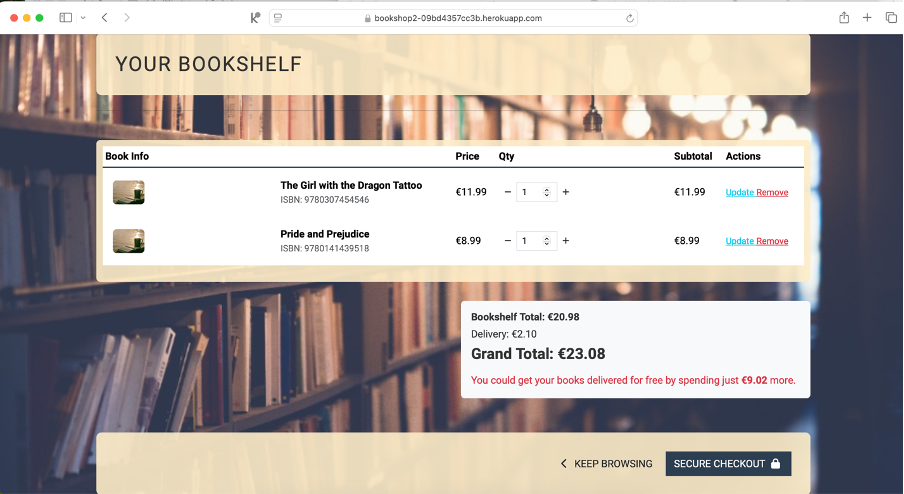 bookshop2-09bd4357cc3b.herokuapp.com
YOUR BOOKSHELF
Book Info Price Qty Subtotal Actions
The Girl with the Dragon Tattoo
ISBN: 9780307454546
€11.99 − 1 + €11.99 Update Remove
Pride and Prejudice
ISBN: 9780141439518
€8.99 − 1 + €8.99 Update Remove
Bookshelf Total: €20.98
Delivery: €2.10
Grand Total: €23.08
You could get your books delivered for free by spending just €9.02 more.
KEEP BROWSING SECURE CHECKOUT